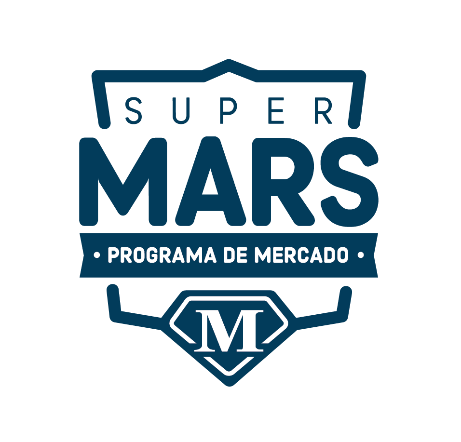 SUPER
MARS
• PROGRAMA DE MERCADO •
M